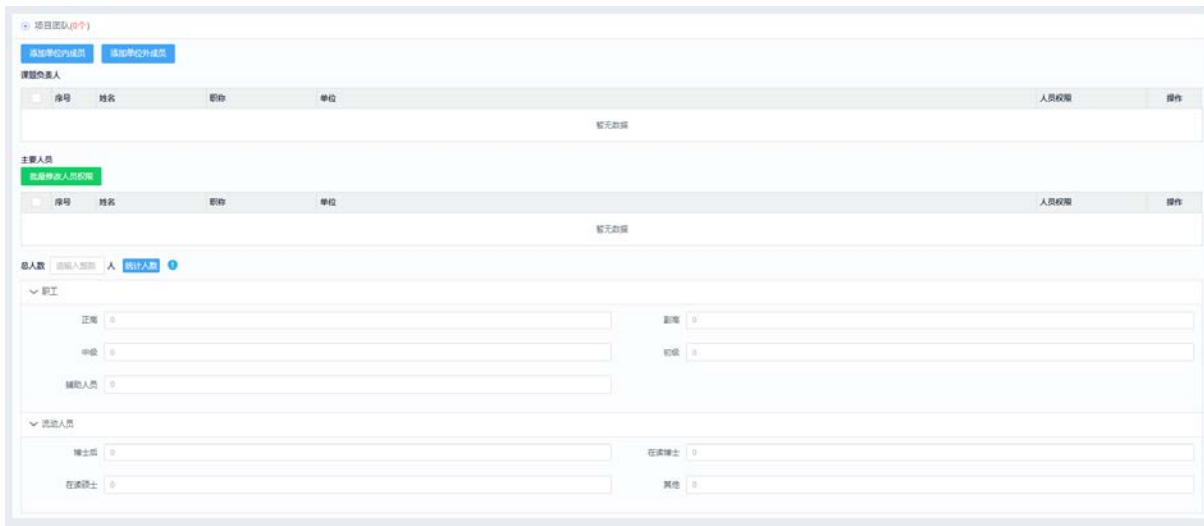 项目团队(0个)
添加单位内成员 添加单位外成员
课题负责人
序号 姓名 职称 单位 人员权限 操作
暂无数据
主要人员
批量修改人员权限
序号 姓名 职称 单位 人员权限 操作
暂无数据
总人数 请输入整数 人 统计人数
职工
正高 0 副高 0
中级 0 初级 0
辅助人员 0
流动人员
博士后 0 在读博士 0
在读硕士 0 其他 0